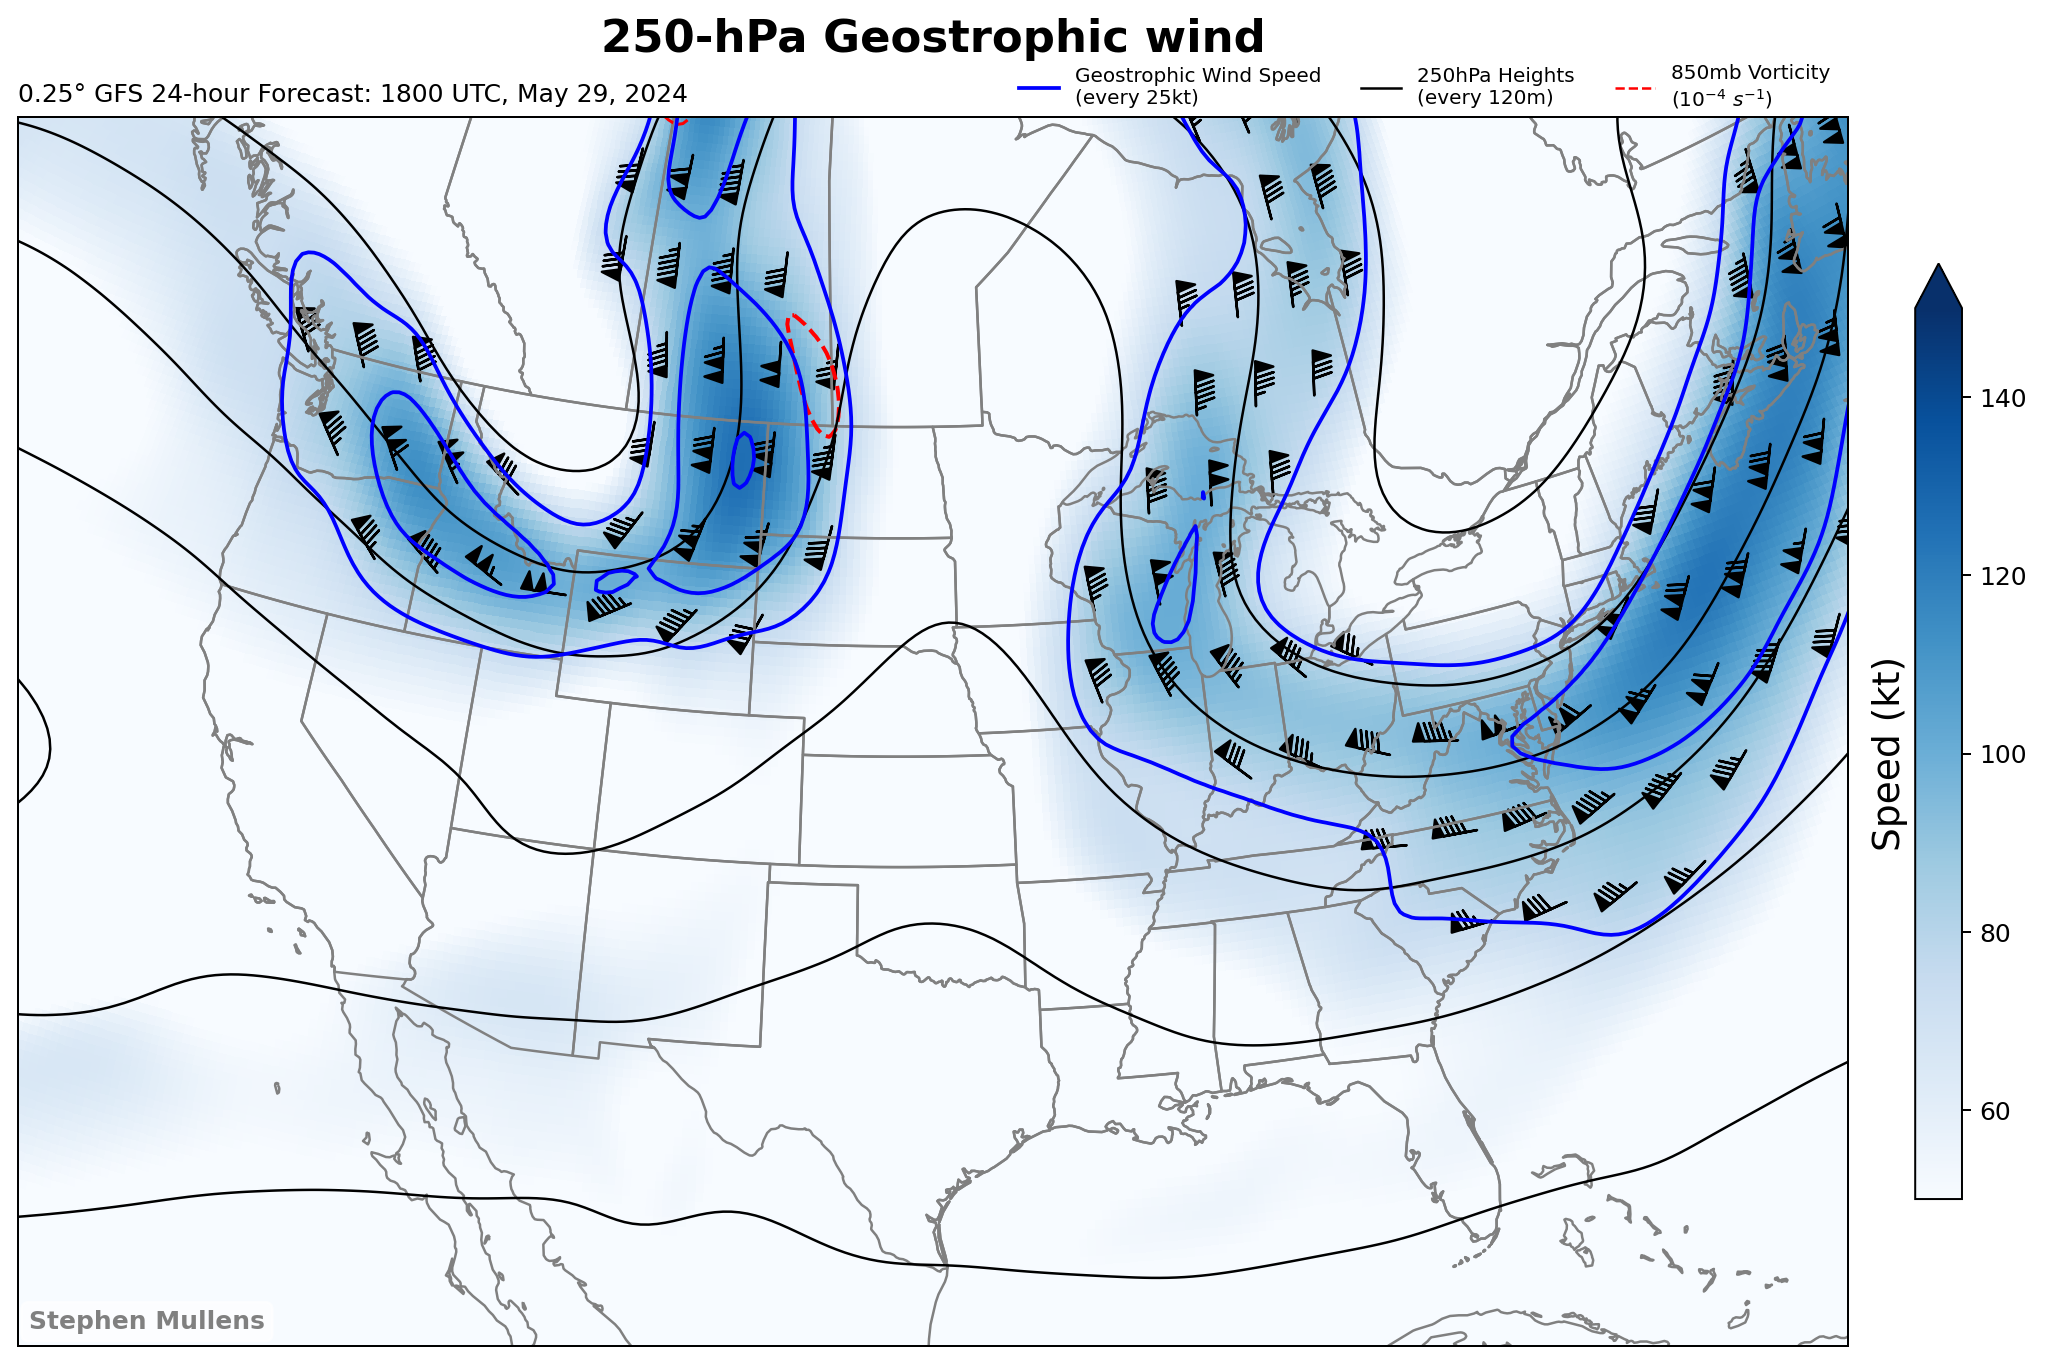 250-hPa Geostrophic wind
0.25° GFS 24-hour Forecast: 1800 UTC, May 29, 2024
Geostrophic Wind Speed
(every 25kt)
250hPa Heights
(every 120m)
850mb Vorticity
(10⁻⁴ s⁻¹)
140
120
100
80
60
Speed (kt)
Stephen Mullens